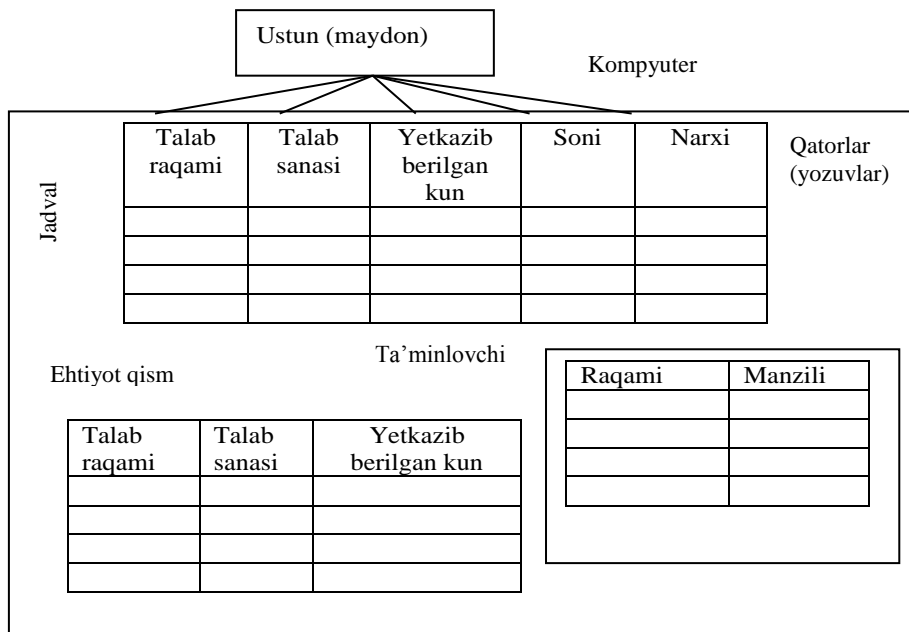 Ustun (maydon)
Kompyuter
Talab
raqami
Talab
sanasi
Yetkazib
berilgan
kun
Soni
Narxi
Qatorlar
(yozuvlar)
Jadval
Ta’minlovchi
Ehtiyot qism
Raqami
Manzili
Talab
raqami
Talab
sanasi
Yetkazib
berilgan kun